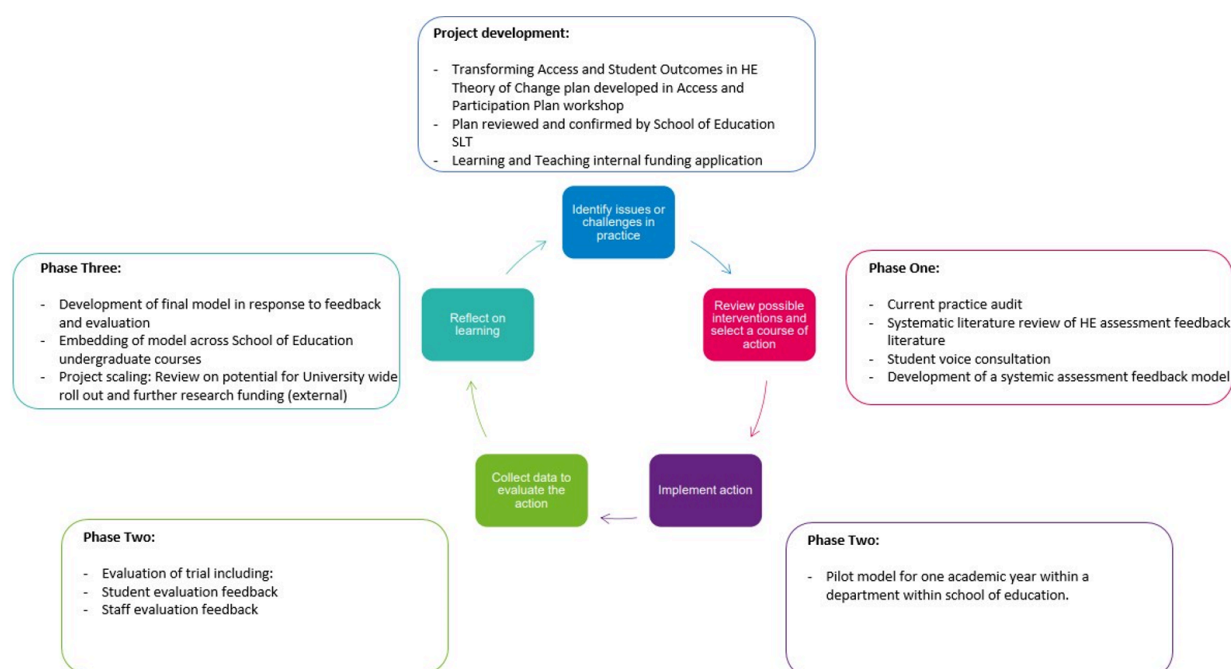 Project development:
- Transforming Access and Student Outcomes in HE
Theory of Change plan developed in Access and
Participation Plan workshop
- Plan reviewed and confirmed by School of Education
SLT
- Learning and Teaching internal funding application
Identify issues or
challenges in
practice
Phase One:
- Current practice audit
- Systematic literature review of HE assessment feedback
literature
- Student voice consultation
- Development of a systemic assessment feedback model
Review possible
interventions and
select a course of
action
Phase Two:
- Pilot model for one academic year within a
department within school of education.
Implement action
Phase Two:
- Evaluation of trial including:
- Student evaluation feedback
- Staff evaluation feedback
Collect data to
evaluate the
action
Phase Three:
- Development of final model in response to feedback
and evaluation
- Embedding of model across School of Education
undergraduate courses
- Project scaling: Review on potential for University wide
roll out and further research funding (external)
Reflect on
learning